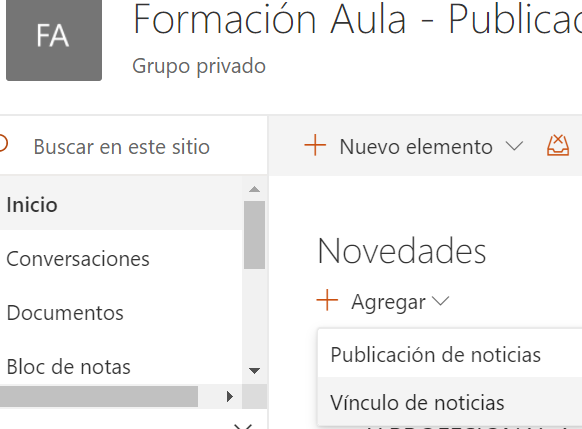 FA
Formación Aula -
Grupo privado
Buscar en este sitio
Nuevo elemento
Inicio
Conversaciones
Documentos
Bloc de notas
Novedades
Agregar
Publicación de noticias
Vínculo de noticias